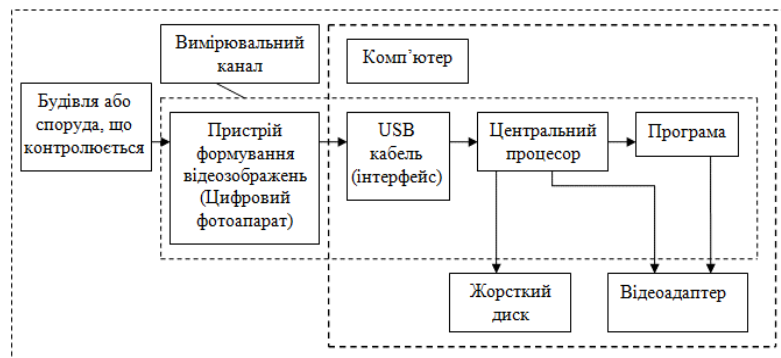 Вимірювальний
канал
Комп’ютер
Будівля або
споруда, що
контролюється
Пристрій
формування
відеозображень
(Цифровий
фотоапарат)
USB
кабель
(інтерфейс)
Центральний
процесор
Програма
Жорсткий
диск
Відеоадаптер